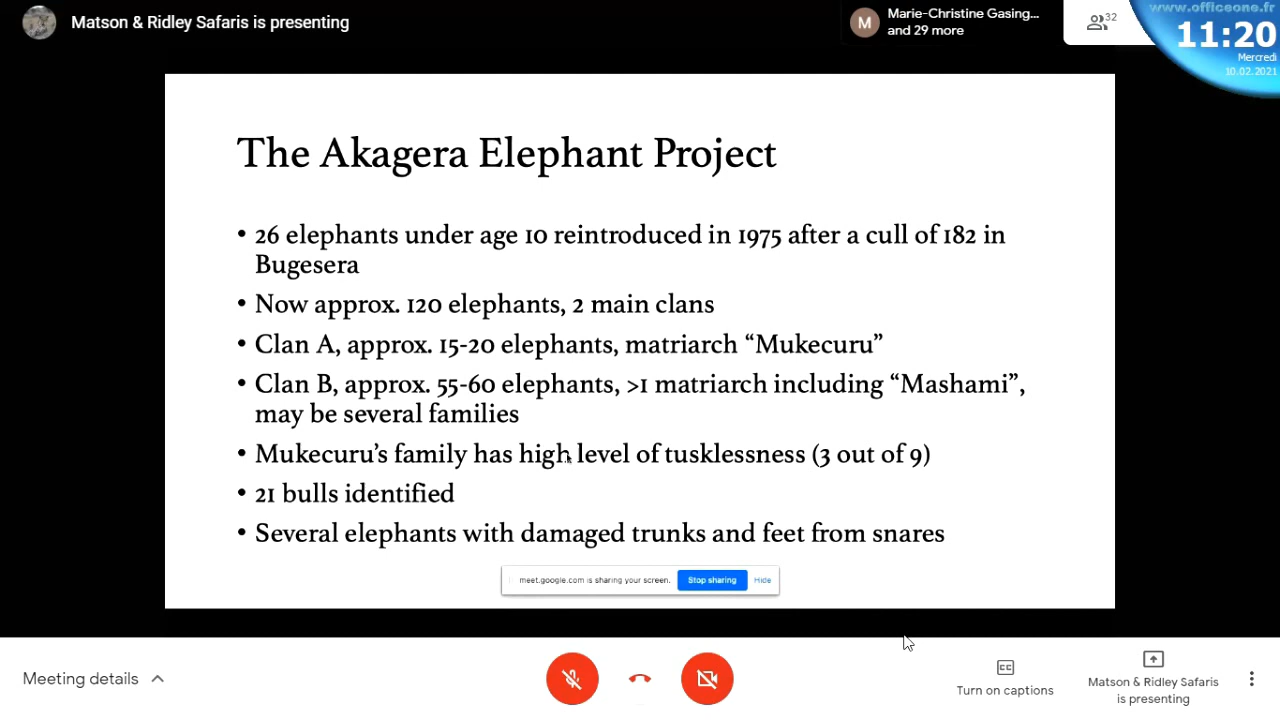 Matson & Ridley Safaris is presenting
M
Marie-Christine Gasing...
and 29 more
32
www.officeone.fr
11:20
Mercredi
10.02.2021
The Akagera Elephant Project
• 26 elephants under age 10 reintroduced in 1975 after a cull of 182 in
Bugesera
• Now approx. 120 elephants, 2 main clans
• Clan A, approx. 15-20 elephants, matriarch “Mukecuru”
• Clan B, approx. 55-60 elephants, >1 matriarch including “Mashami”,
may be several families
• Mukecuru’s family has high level of tusklessness (3 out of 9)
• 21 bulls identified
• Several elephants with damaged trunks and feet from snares
meet.google.com is sharing your screen.
Stop sharing
Hide
Meeting details
CC
Turn on captions
Matson & Ridley Safaris
is presenting